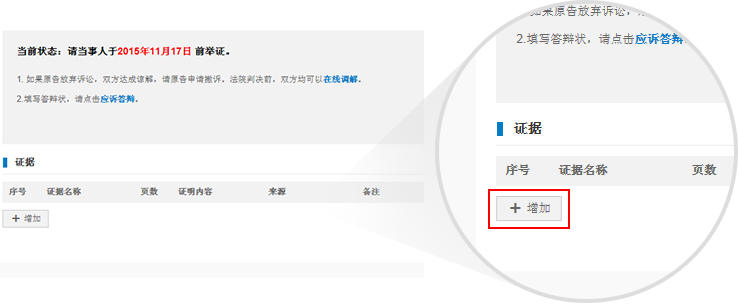 当前状态：请当事人于2015年11月17日 前举证。
1. 如果原告放弃诉讼，双方达成谅解，请原告申请撤诉。法院判决前，双方均可以在线调解。
2.填写答辩状，请点击应诉答辩。
证据
序号 证据名称 页数 证明内容 来源 备注
+ 增加
如果原告放弃诉讼，
2.填写答辩状，请点击应诉答辩
证据
序号 证据名称 页数
+ 增加